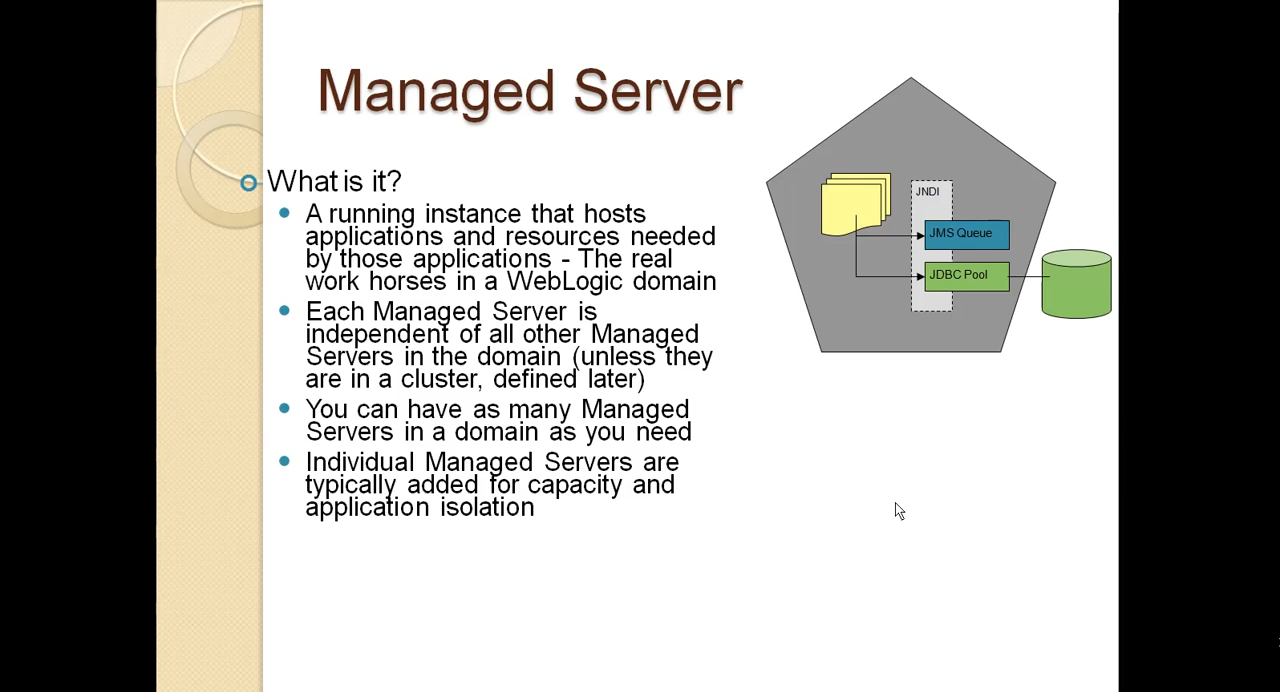 Managed Server
What is it?
A running instance that hosts
applications and resources needed
by those applications - The real
work horses in a WebLogic domain
Each Managed Server is
independent of all other Managed
Servers in the domain (unless they
are in a cluster, defined later)
You can have as many Managed
Servers in a domain as you need
Individual Managed Servers are
typically added for capacity and
application isolation
JNDI
JMS Queue
JDBC Pool